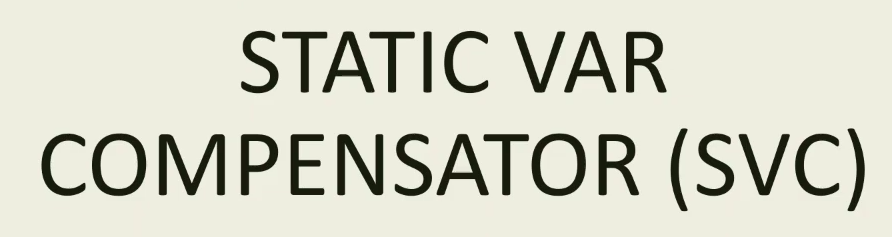 STATIC VAR
COMPENSATOR (SVC)